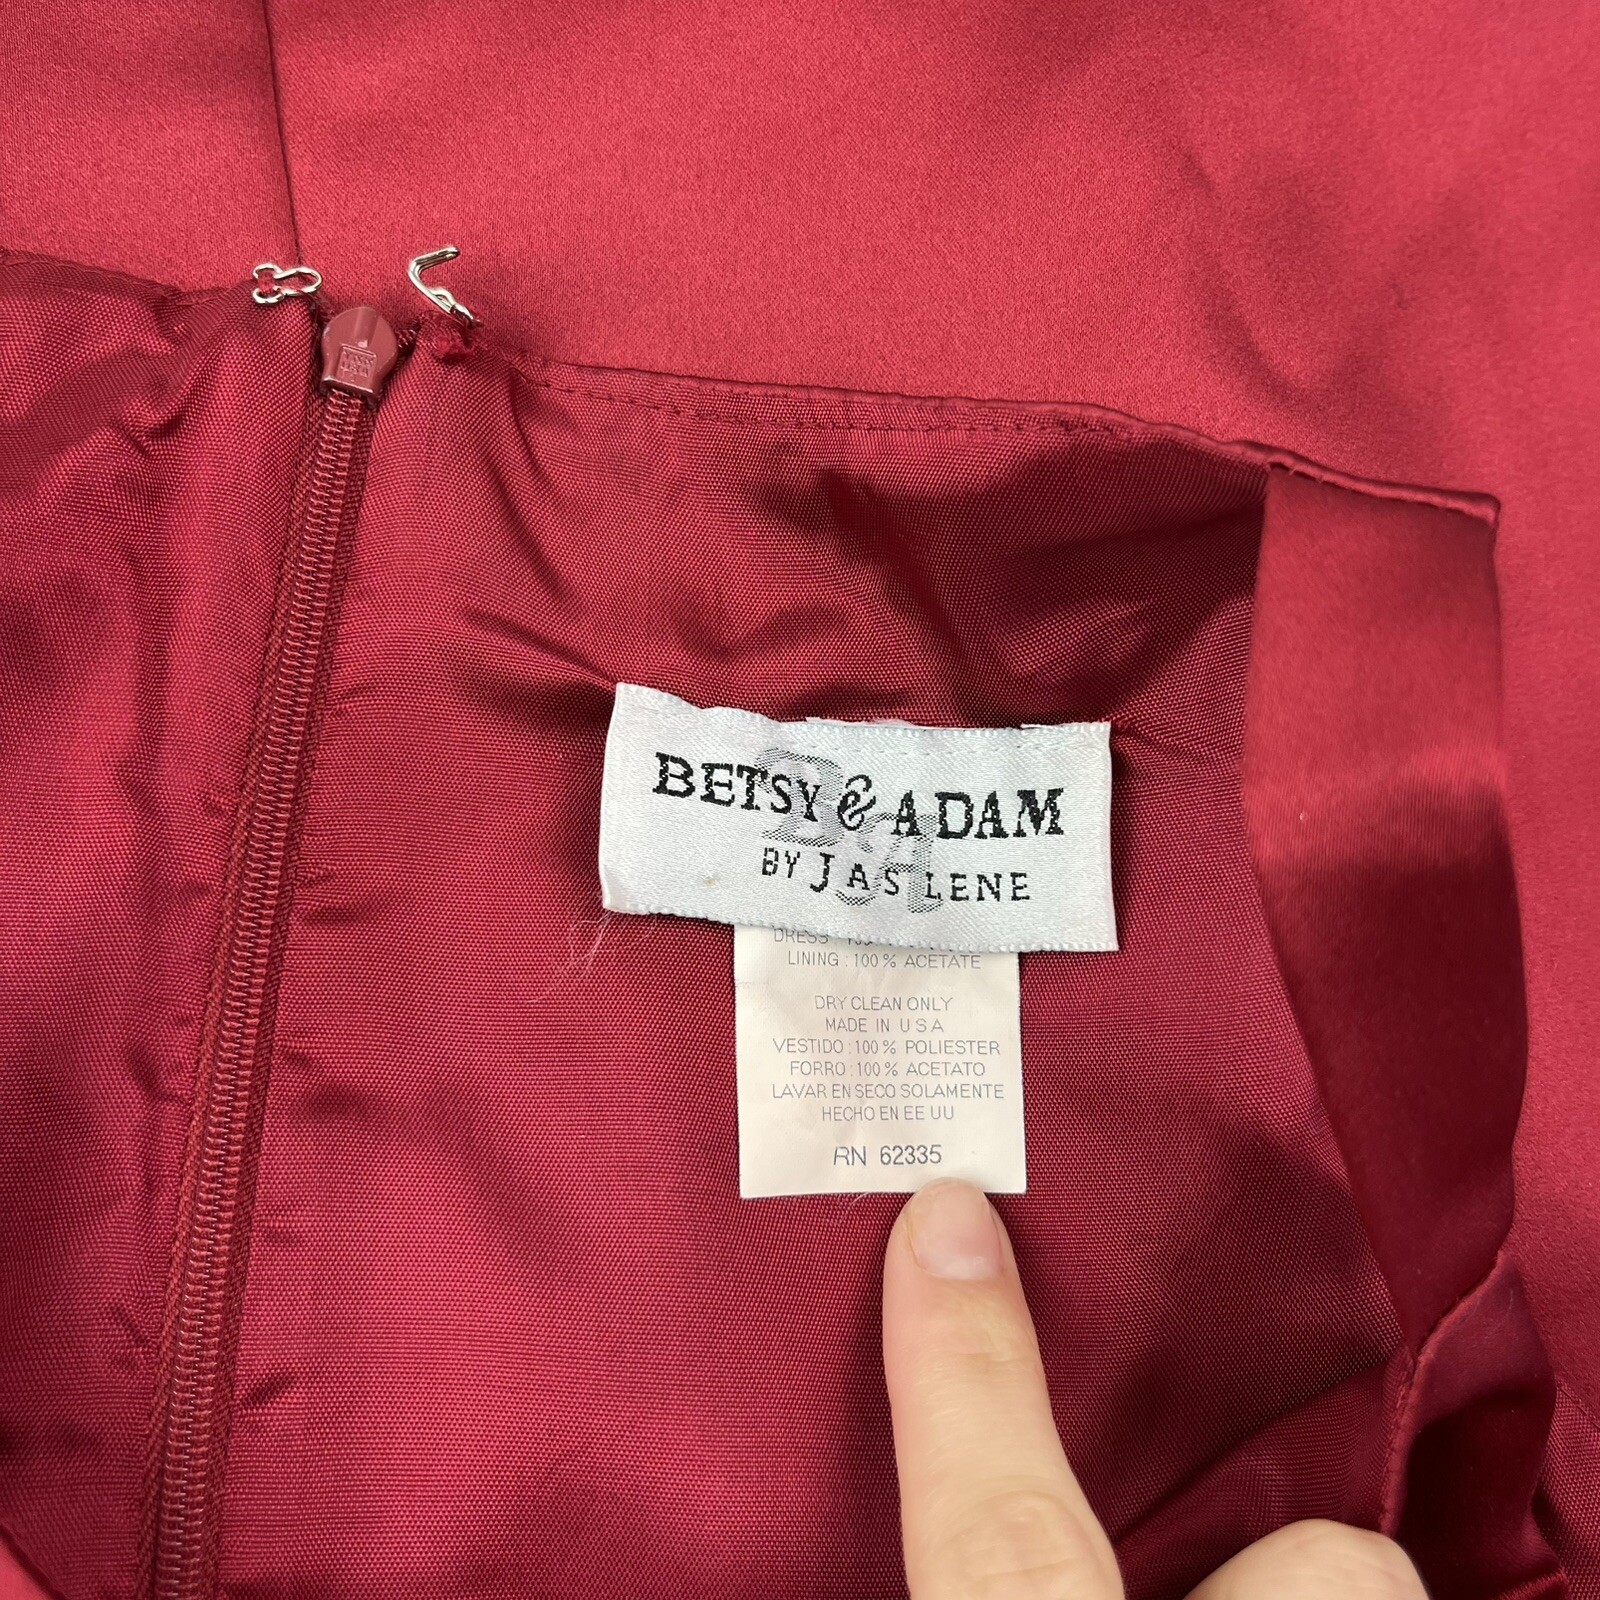 BETSY & ADAM
BY JAS LENE
DRESS
LINING : 100 % ACETATE
DRY CLEAN ONLY
MADE IN U S A
VESTIDO : 100 % POLIESTER
FORRO : 100 % ACETATO
LAVAR EN SECO SOLAMENTE
HECHO EN EE UU
RN 62335